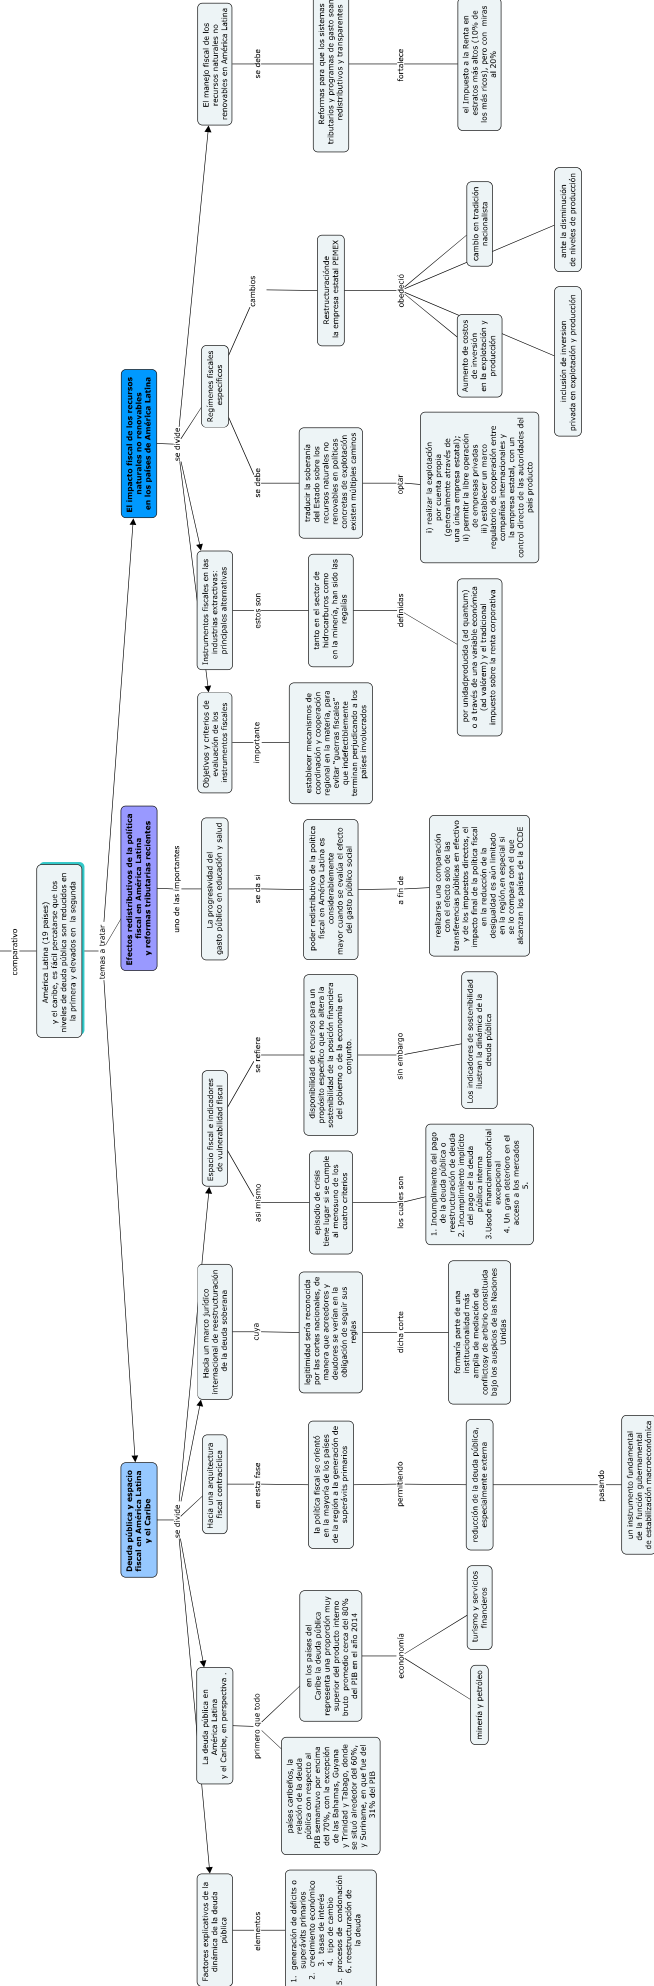 comparativo
América Latina (19 países)
y el caribe, es fácil percatarse que los
niveles de deuda pública son reducidos en
la primera y elevados en  la segunda
temas a tratar
Deuda pública y espacio
fiscal en América Latina
y el Caribe
se divide
Factores explicativos de la
dinámica de la deuda
pública
elementos
1.  generación de déficits o
superávits primarios
2.  crecimiento económico
3.  tasas de interés
4.  tipo de cambio
5.  procesos de  condonación
6. reestructuración de
la deuda
La deuda pública en
América Latina
y el Caribe, en perspectiva .
primero que todo
países caribeños, la
relación de la deuda
pública con respecto al
PIB semantuvo por encima
del 70%, con la excepción
de las Bahamas, Guyana
y Trinidad y Tabago, donde
se situó alrededor del 60%,
y Suriname, en que fue del
31% del PIB
en los países del
Caribe la deuda pública
representa una proporción muy
superior del producto interno
bruto  promedio cerca del 80%
del PIB en el año 2014
econonomía
minería y petróleo
turismo y servicios
financieros
Hacia una arquitectura
fiscal contracíclica
en esta fase
la política fiscal se orientó
en la mayoría de los países
de la región a la generación de
superávits primarios
permitiendo
reducción de la deuda pública,
especialmente externa
pasando
un instrumento fundamental
de la función gubernamental
de estabilización macroeconómica
Hacia un marco jurídico
internacional de reestructuración
de la deuda soberana
cuya
legitimidad sería reconocida
por las cortes nacionales, de
manera que acreedores y
deudores se verían en la
obligación de seguir sus
reglas
dicha corte
formaría parte de una
institucionalidad más
amplia de mediación de
conflictosy de arbitrio constituida
bajo los auspicios de las Naciones
Unidas
Espacio fiscal e indicadores
de vulnerabilidad fiscal
asi mismo
episodio de crisis
tiene lugar si se cumple
al menosuno de los
cuatro criterios
los cuales son
1. Incumplimiento del pago
de la deuda pública o
reestructuración de deuda
2. Incumplimiento implícito
del pago de la deuda
pública interna
3.Usode financiamientooficial
excepcional
4. Un gran deterioro en el
acceso a los mercados
5.
se refiere
disponibilidad de recursos para un
propósito específico que no altera la
sostenibilidad de la posición financiera
del gobierno o de la economía en
conjunto.
sin embargo
Los indicadores de sostenibilidad
ilustran la dinámica de la
deuda pública
Efectos redistributivos de la política
fiscal en América Latina
y reformas tributarias recientes
uno de las importantes
La progresividad del
gasto público en educación y salud
se da si
poder redistributivo de la política
fiscal en América Latina es
considerablemente
mayor cuando se evalúa el efecto
del gasto público social
a fin de
realizarse una comparación
con el efecto solo de las
transferencias públicas en efectivo
y de los impuestos directos, el
impacto final de la política fiscal
en la reducción de la
desigualdad es aún limitado
en la región,en especial si
se lo compara con el que
alcanzan los países de la OCDE
El impacto fiscal de los recursos
naturales no renovables
en los países de América Latina
se divide
Objetivos y criterios de
evaluación de los
instrumentos fiscales
importante
establecer mecanismos de
coordinación y cooperación
regional en la materia, para
evitar "guerras fiscales"
que indefectiblemente
terminan perjudicando a los
países involucrados
Instrumentos fiscales en las
industrias extractivas:
principales alternativas
estos son
tanto en el sector de
hidrocarburos como
en la minería, han sido las
regalías
definidas
por unidadproducida (ad quantum)
o a través de una variable económica
(ad valórem) y el tradicional
impuesto sobre la renta corporativa
Regímenes fiscales
específicos
se debe
traducir la soberanía
del Estado sobre los
recursos naturales no
renovables en políticas
concretas de explotación
existen múltiples caminos
optar
i) realizar la explotación
por cuenta propia
(generalmente através de
una única empresa estatal);
ii) permitir la libre operación
de empresas privadas
iii) establecer un marco
regulatorio de cooperación entre
compañías internacionales y
la empresa estatal, con un
control directo de las autoridades del
país producto
cambios
Restructuraciónde
la empresa estatal PEMEX
obedeció
Aumento de costos
de inversión
en la explotación y
producción
cambio en tradición
nacionalista
inclusión de inversion
privada en explotación y producción
ante la disminución
de niveles de producción
El manejo fiscal de los
recursos naturales no
renovables en América Latina
se debe
Reformas para que los sistemas
tributarios y programas de gasto sean
redistributivos y transparentes
fortalece
el Impuesto a la Renta en
estratos más altos (10% de
los más ricos), pero con  miras
al 20%